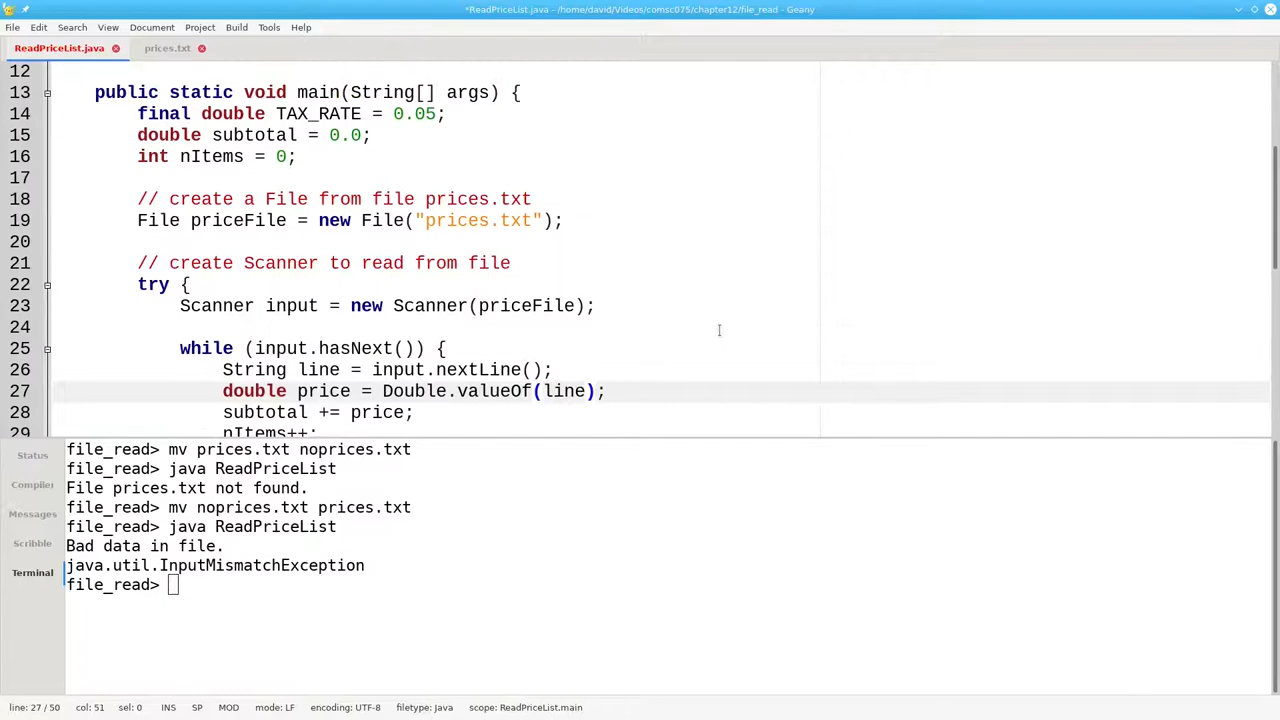 *ReadPriceList.java - /home/david/Videos/comsc075/chapter12/file_read - Geany
File Edit Search View Document Project Build Tools Help
ReadPriceList.java prices.txt
12
13 public static void main(String[] args) {
14 final double TAX_RATE = 0.05;
15 double subtotal = 0.0;
16 int nItems = 0;
17
18 // create a File from file prices.txt
19 File priceFile = new File("prices.txt");
20
21 // create Scanner to read from file
22 try {
23 Scanner input = new Scanner(priceFile);
24
25 while (input.hasNext()) {
26 String line = input.nextLine();
27 double price = Double.valueOf(line);
28 subtotal += price;
29 nItems++;
Status
Compiler
Messages
Scribble
Terminal
file_read> mv prices.txt noprices.txt
file_read> java ReadPriceList
File prices.txt not found.
file_read> mv noprices.txt prices.txt
file_read> java ReadPriceList
Bad data in file.
java.util.InputMismatchException
file_read>
line: 27 / 50 col: 51 sel: 0 INS SP MOD mode: LF encoding: UTF-8 filetype: Java scope: ReadPriceList.main